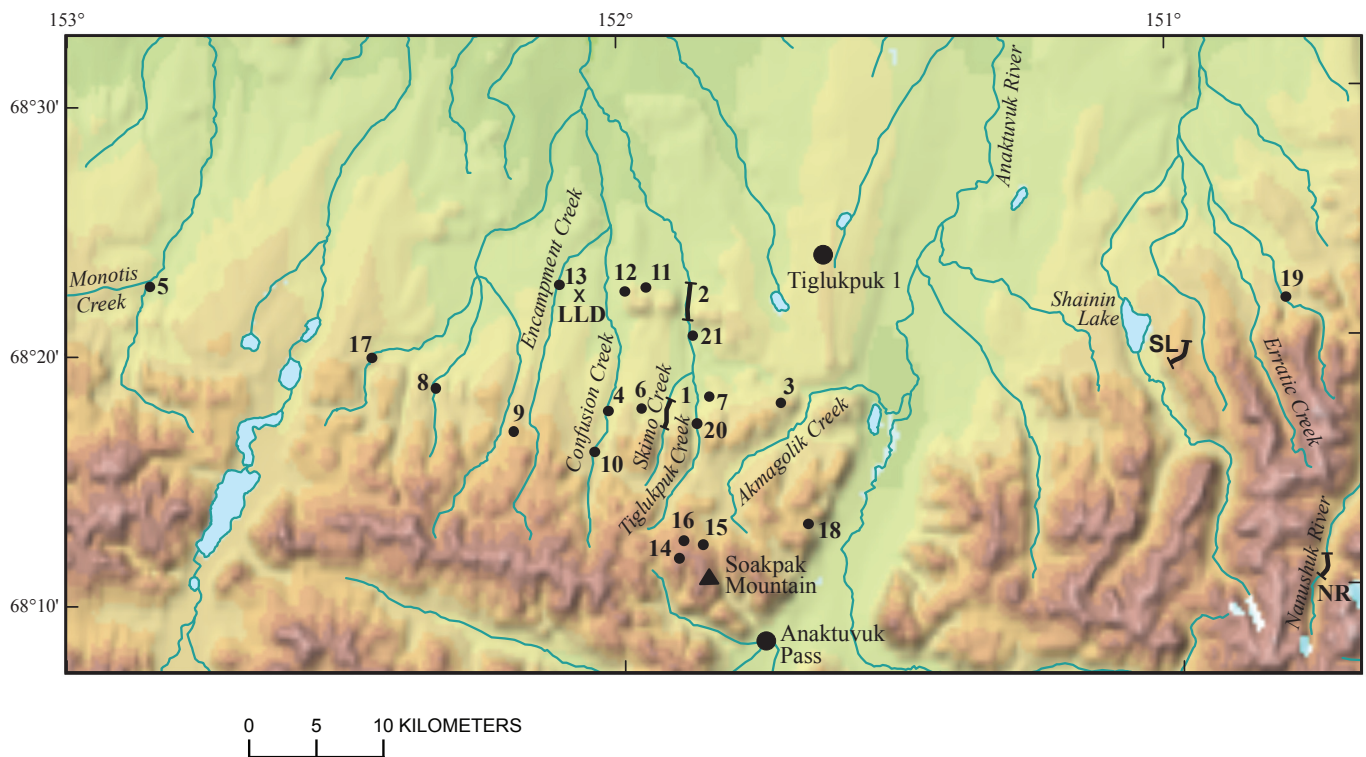 153°
152°
151°
68°30'
Anaktuvuk River
Encampment Creek
Tiglukpuk 1
Monotis
Creek
5
13
12
11
2
19
LLD
Shainin
Lake
SL
68°20'
17
21
Erratic Creek
8
Confusion Creek
4
6
Skimo Creek
1
7
3
9
20
10
Tiglukpuk Creek
Akmagolik Creek
16
15
18
14
Soakpak
Mountain
Nanushuk River
NR
68°10'
Anaktuvuk
Pass
0 5 10 KILOMETERS